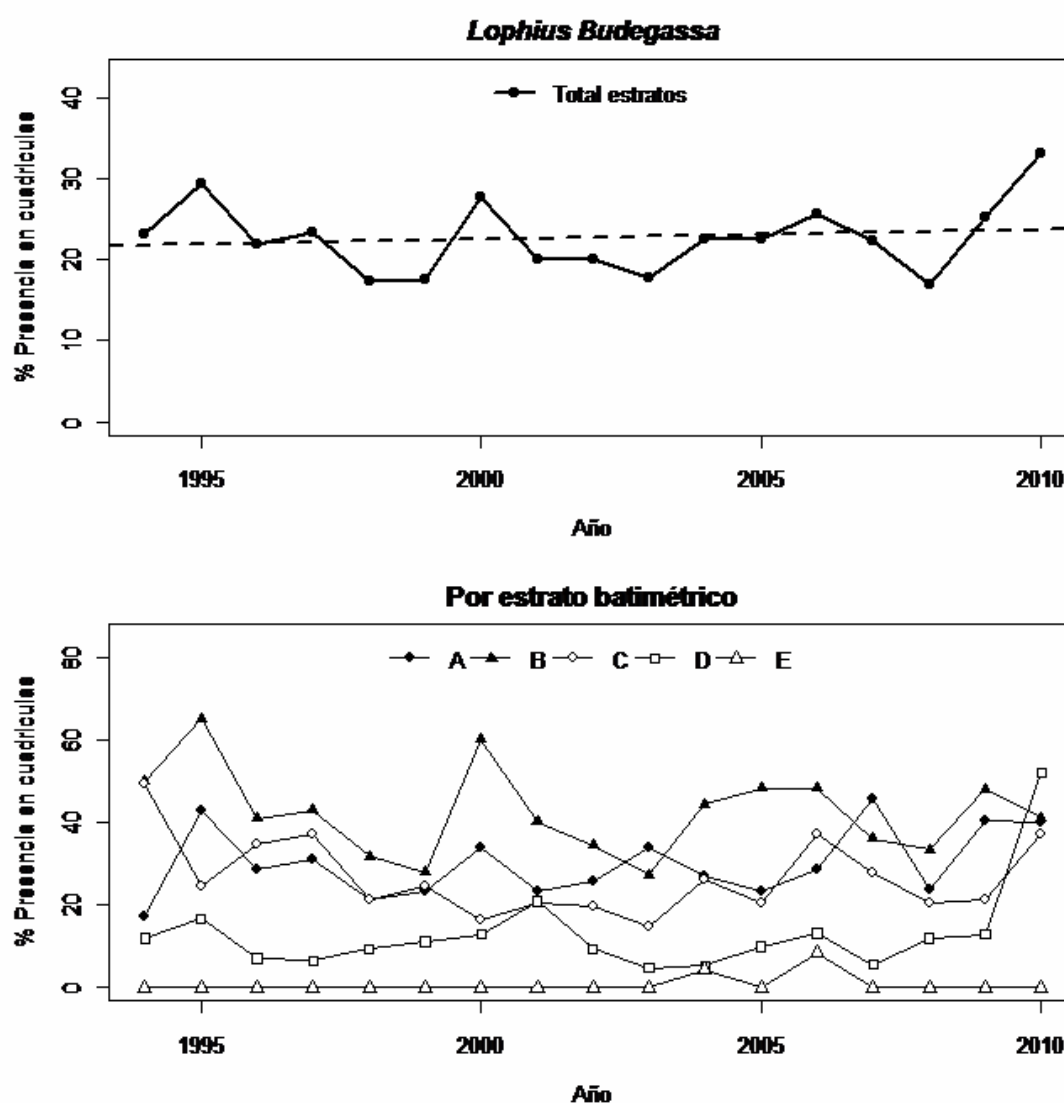 Lophius Budegassa
Total estratos
% Presencia en cuadriculas
40
30
20
10
0
1995 2000 2005 2010
Año
Por estrato batimétrico
A B C D E
% Presencia en cuadriculas
80
60
40
20
0
1995 2000 2005 2010
Año